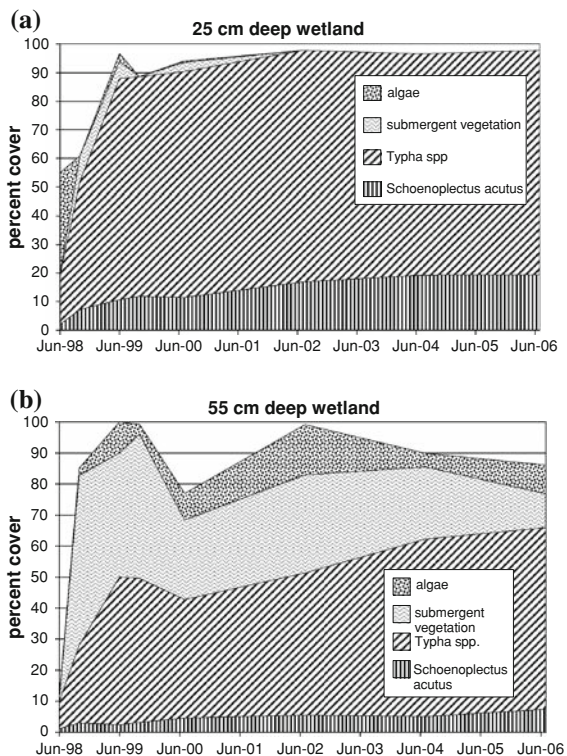 (a)
25 cm deep wetland
percent cover
100
90
80
70
60
50
40
30
20
10
0
algae
submergent vegetation
Typha spp
Schoenoplectus acutus
Jun-98 Jun-99 Jun-00 Jun-01 Jun-02 Jun-03 Jun-04 Jun-05 Jun-06
(b)
55 cm deep wetland
percent cover
100
90
80
70
60
50
40
30
20
10
0
algae
submergent
vegetation
Typha spp.
Schoenoplectus
acutus
Jun-98 Jun-99 Jun-00 Jun-01 Jun-02 Jun-03 Jun-04 Jun-05 Jun-06